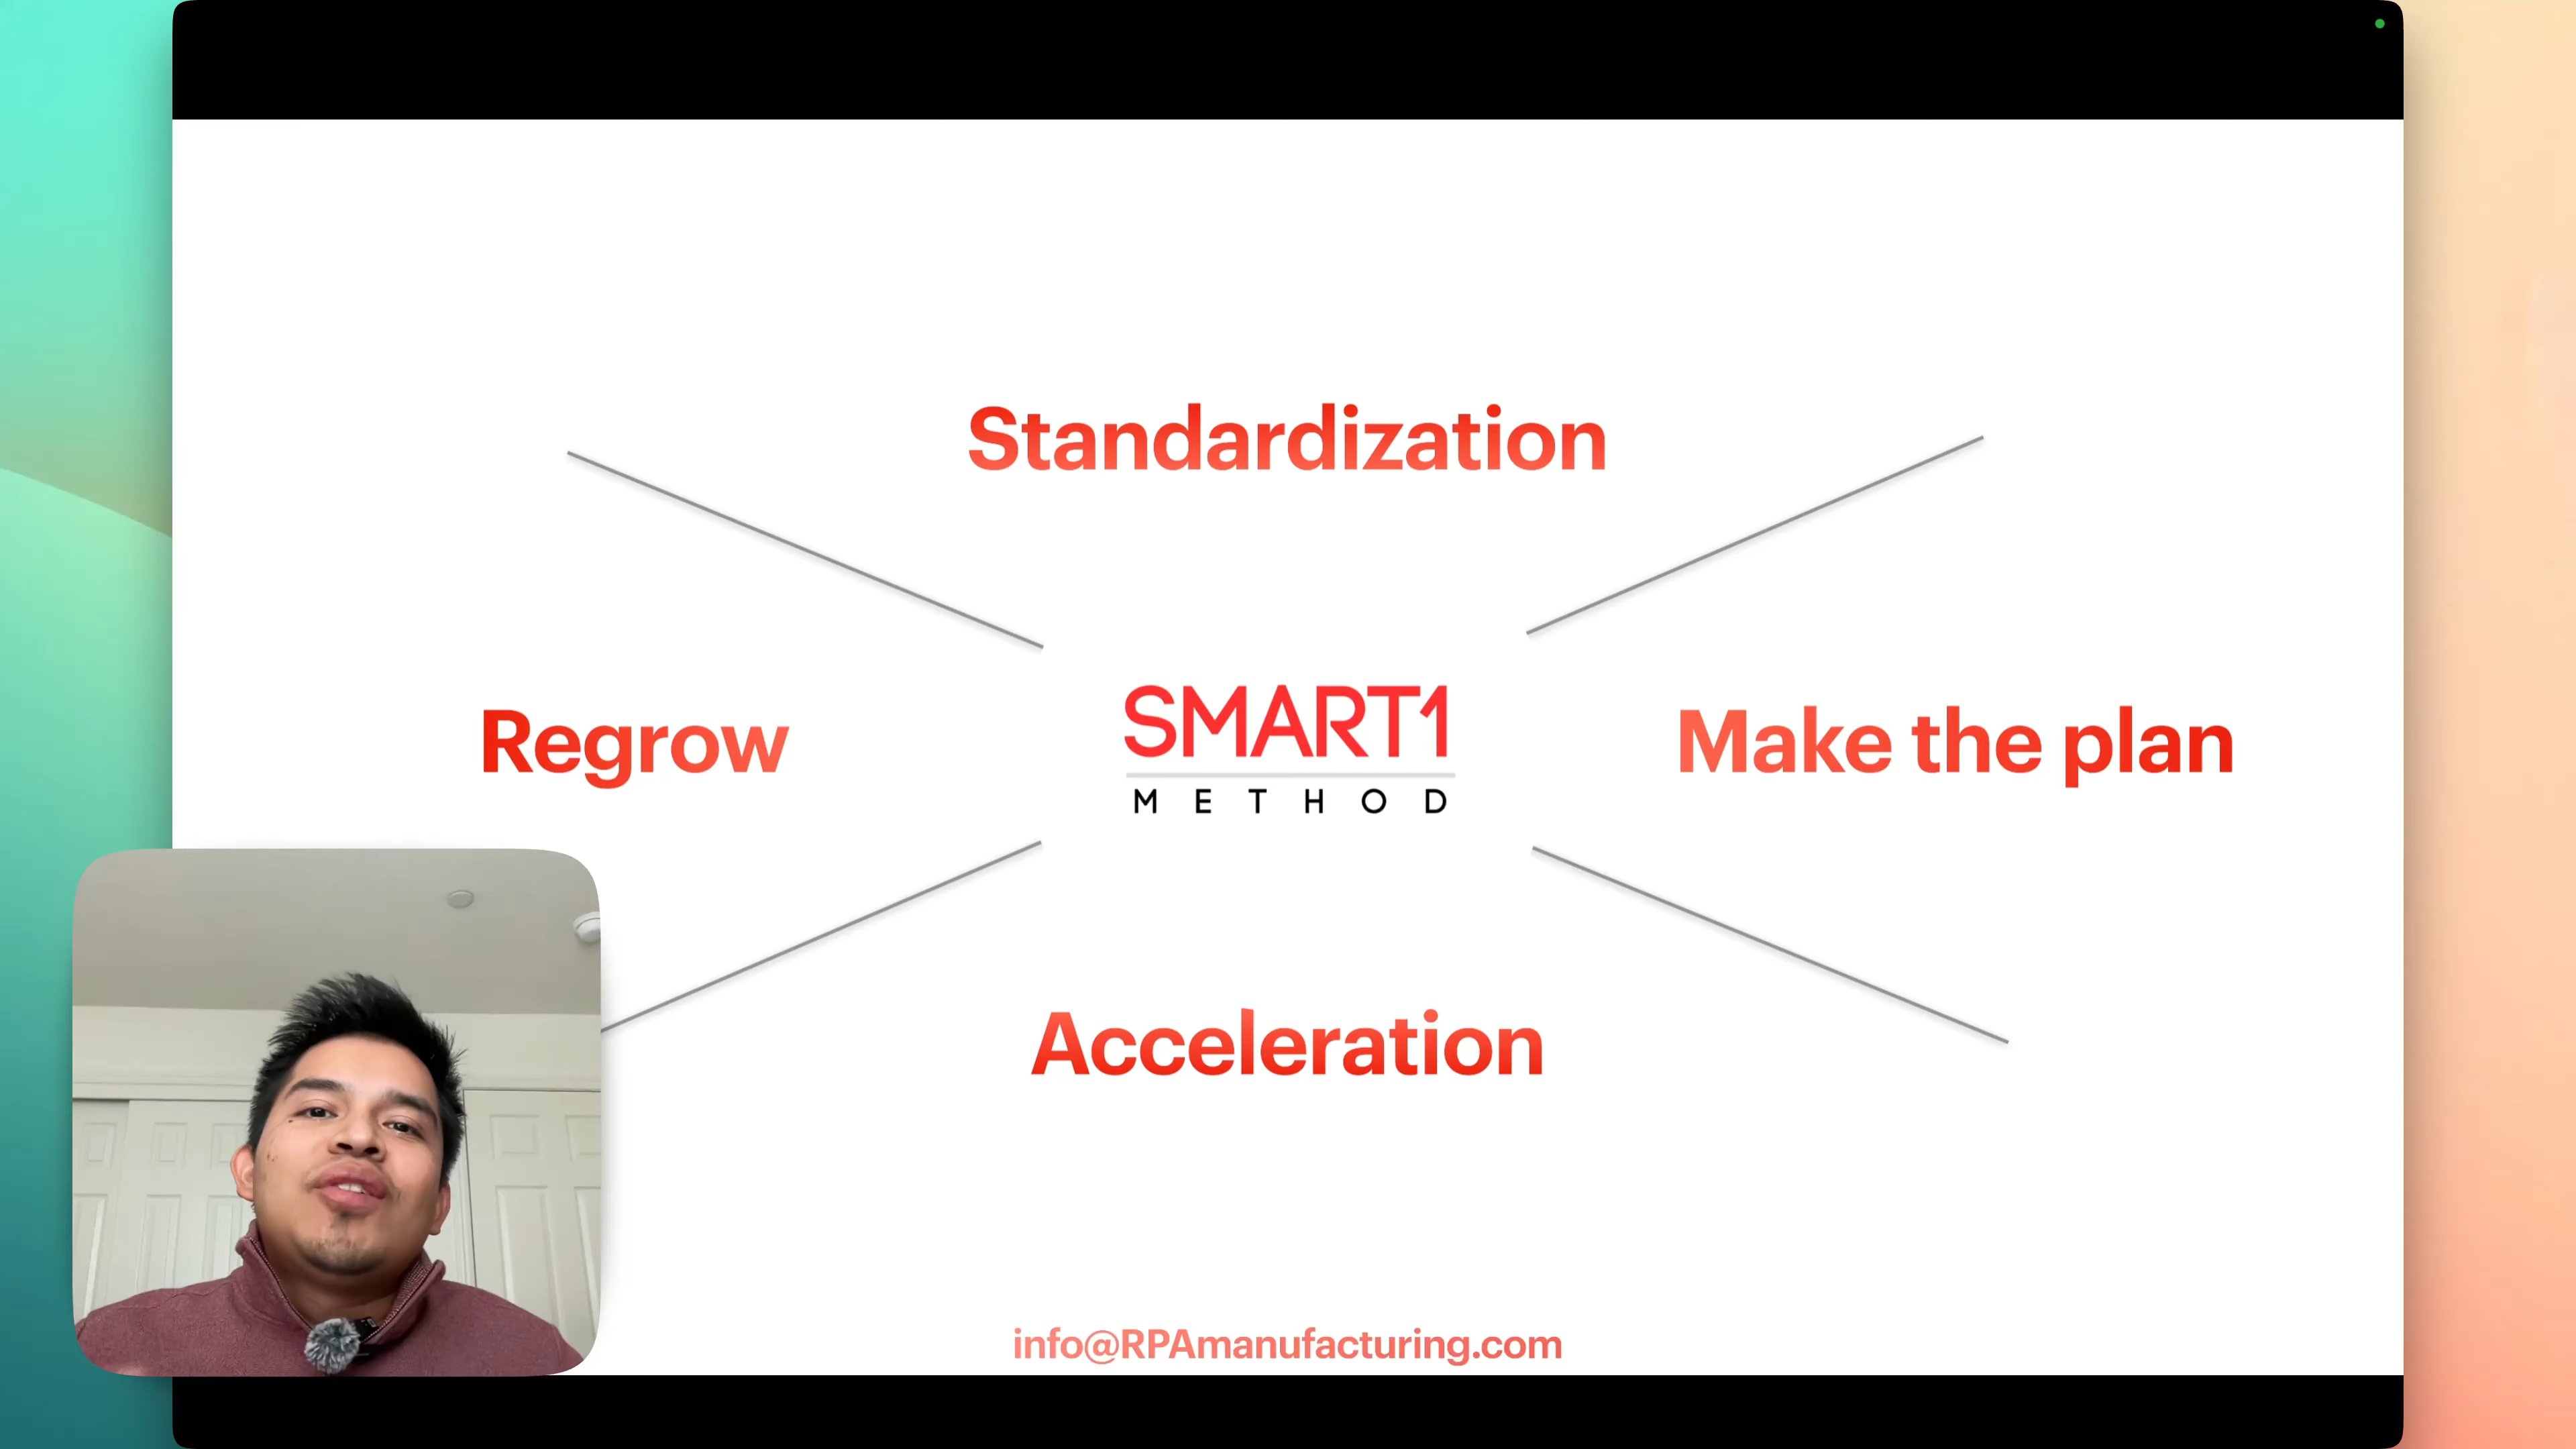 Standardization
Regrow
SMART1
METHOD
Make the plan
Acceleration
info@RPAmanufacturing.com